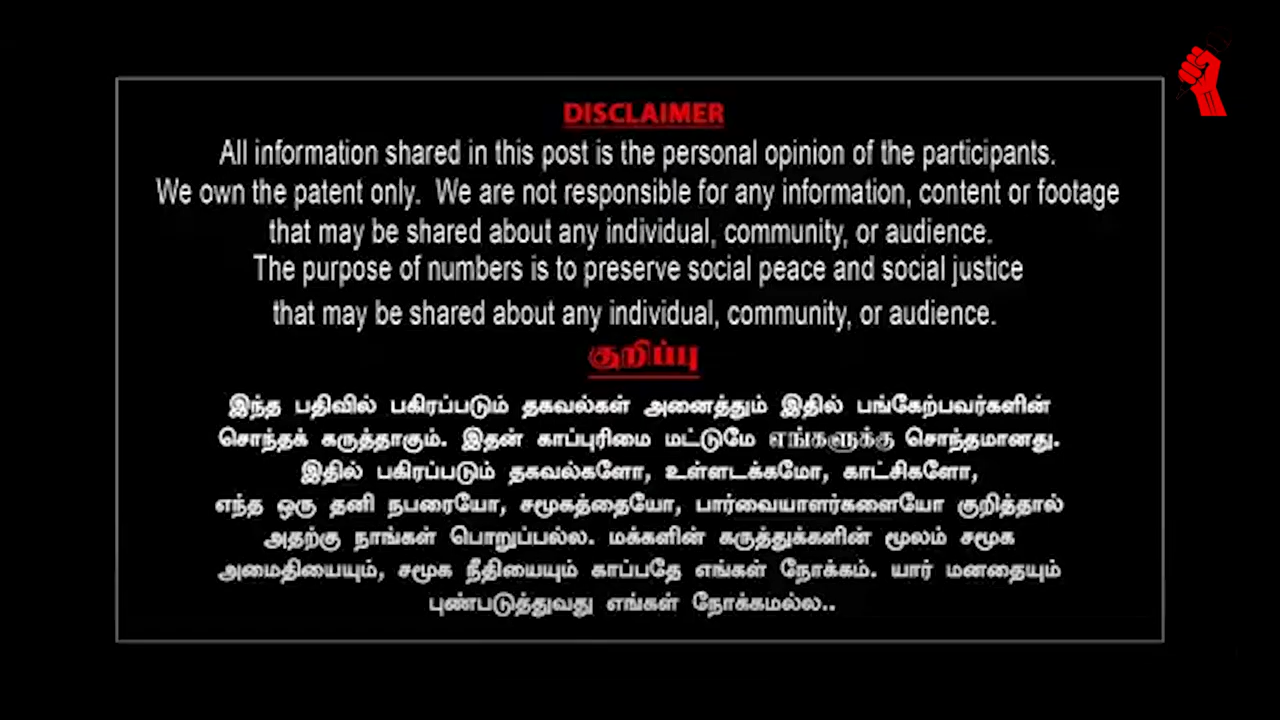 DISCLAIMER
All information shared in this post is the personal opinion of the participants.
We own the patent only. We are not responsible for any information, content or footage
that may be shared about any individual, community, or audience.
The purpose of numbers is to preserve social peace and social justice
that may be shared about any individual, community, or audience.
குறிப்பு
இந்த பதிவில் பகிரப்படும் தகவல்கள் அனைத்தும் இதில் பங்கேற்பவர்களின்
சொந்தக் கருத்தாகும். இதன் காப்புரிமை மட்டுமே எங்களுக்கு சொந்தமானது.
இதில் பகிரப்படும் தகவல்களோ, உள்ளடக்கமோ, காட்சிகளோ,
எந்த ஒரு தனி நபரையோ, சமூகத்தையோ, பார்வையாளர்களையோ குறித்தால்
அதற்கு நாங்கள் பொறுப்பல்ல. மக்களின் கருத்துக்களின் மூலம் சமூக
அமைதியையும், சமூக நீதியையும் காப்பதே எங்கள் நோக்கம். யார் மனதையும்
புண்படுத்துவது எங்கள் நோக்கமல்ல..